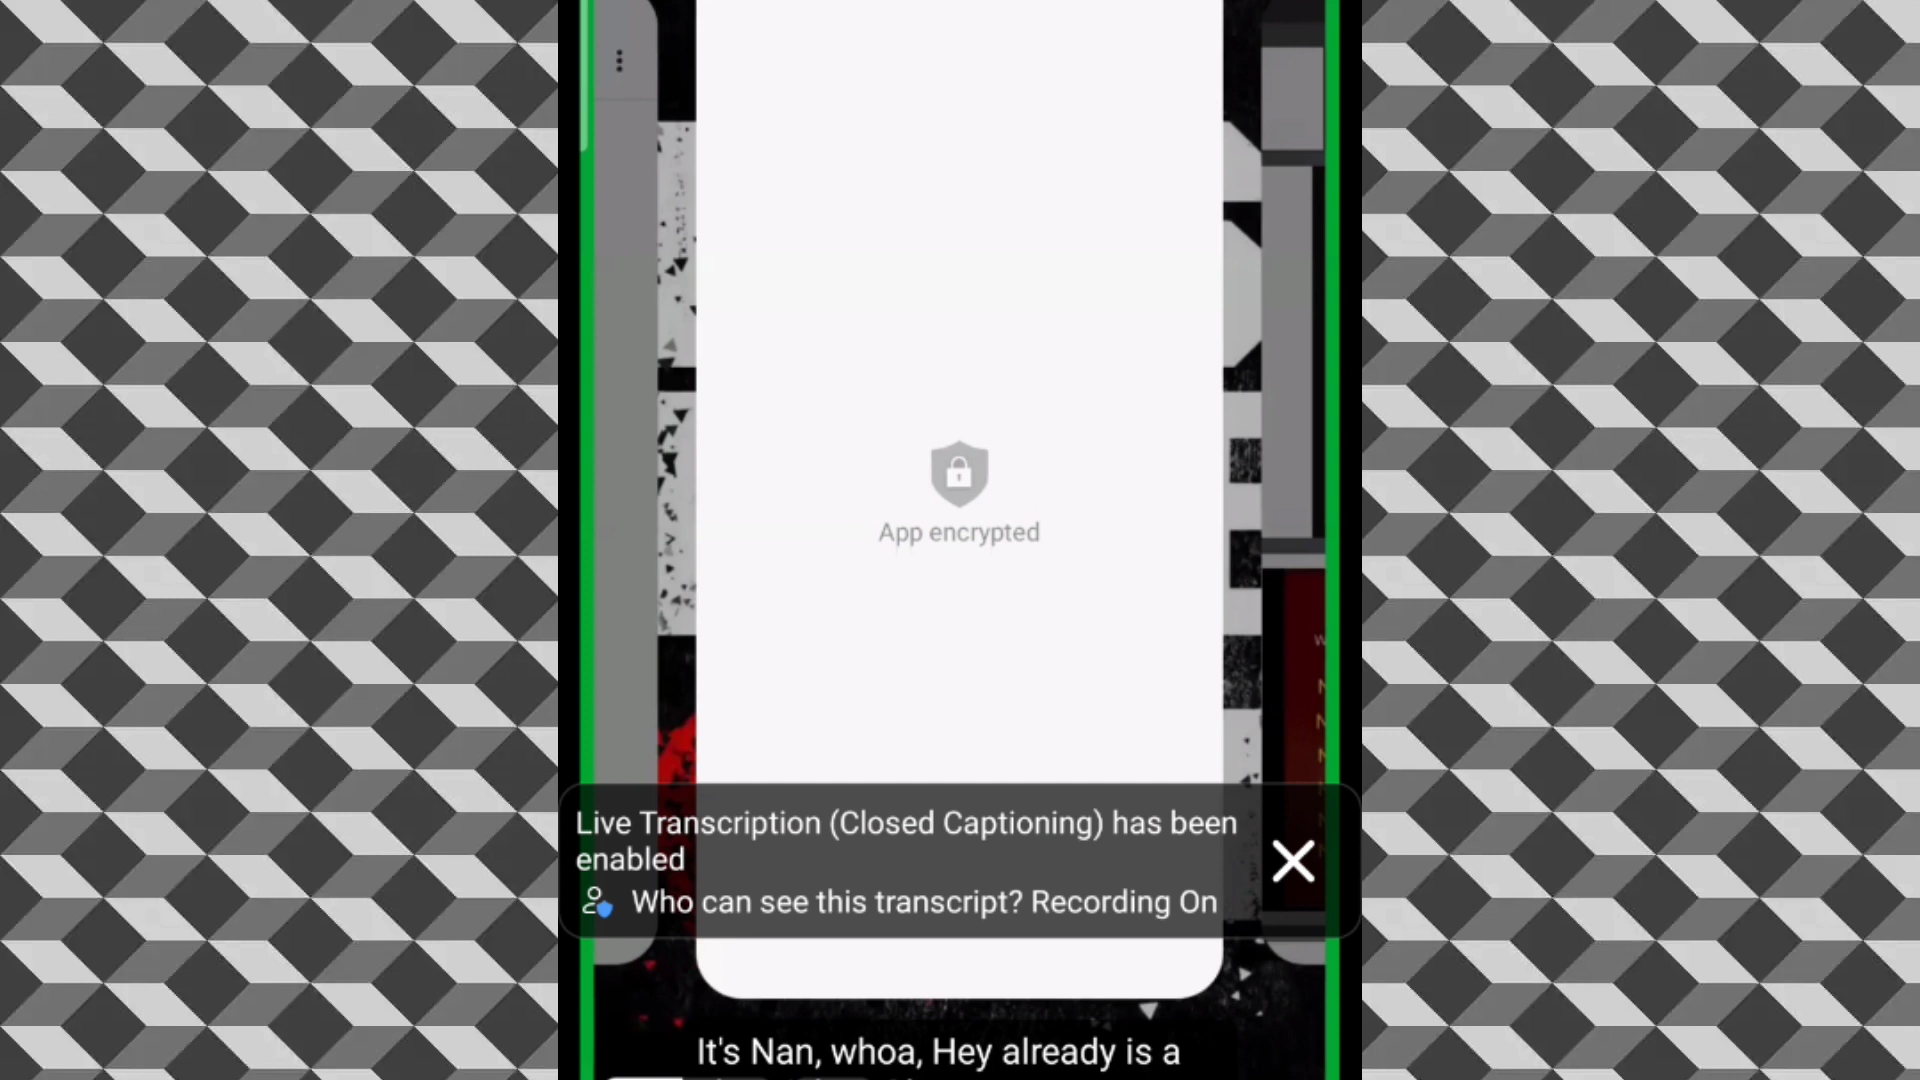 App encrypted
Live Transcription (Closed Captioning) has been
enabled
Who can see this transcript? Recording On
It's Nan, whoa, Hey already is a